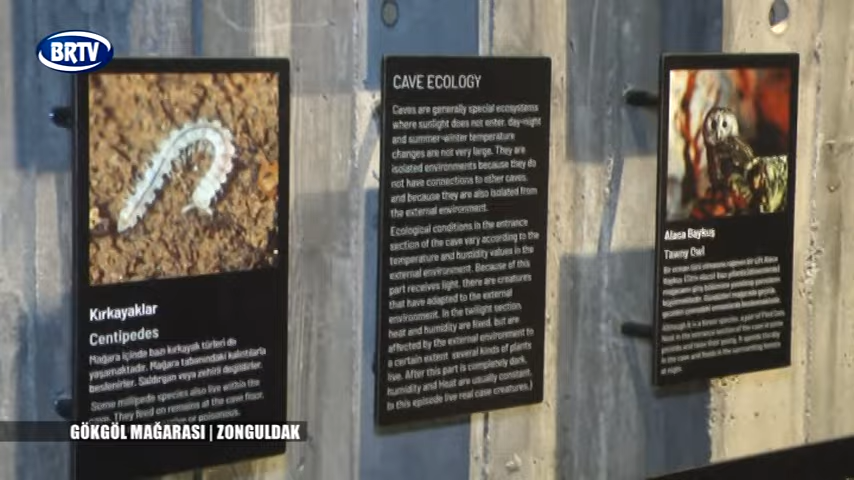 BRTV
Kırkayaklar
Centipedes
Mağara içinde bazı kırkayak türleri de
yaşamaktadır. Mağara tabanındaki kalıntılarla
beslenirler. Saldırgan veya zehirli değildirler.
Some millipede species also live within the
cave. They feed on remains at the cave floor.
or poisonous.
CAVE ECOLOGY
Caves are generally special ecosystems
where sunlight does not enter, day-night
and summer-winter temperature
changes are not very large. They are
isolated environments because they do
not have connections to other caves,
and because they are also isolated from
the external environment.
Ecological conditions in the entrance
section of the cave vary according to the
temperature and humidity values in the
external environment. Because of this
part receives light, there are creatures
that have adapted to the external
environment. In the twilight section,
heat and humidity are fixed, but are
affected by the external environment to
a certain extent, several kinds of plants
live. After this part is completely dark,
humidity and Heat are usually constant.
In this episode live real case creatures.)
Alaca Baykuş
Tawny Owl
at night.
GÖKGÖL MAĞARASI | ZONGULDAK